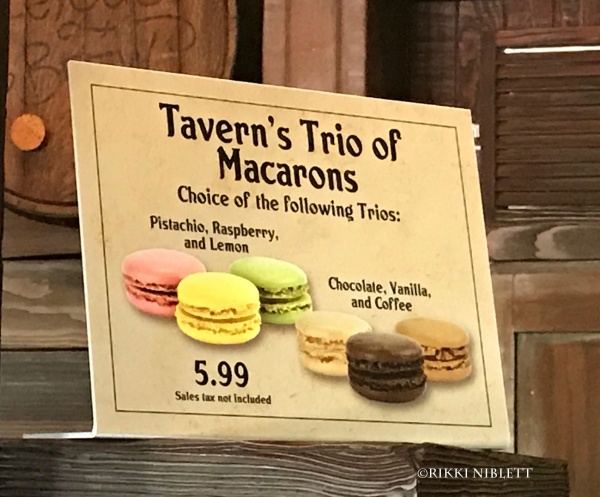 Tavern's Trio of
Macarons
Choice of the following Trios:
Pistachio, Raspberry,
and Lemon
Chocolate, Vanilla,
and Coffee
5.99
Sales tax not included
©RIKKI NIBLETT